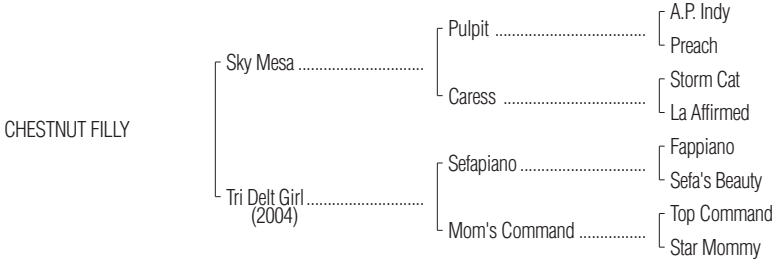 A.P. Indy
Pulpit ......................................
Preach
Sky Mesa ..............................
Storm Cat
Caress ....................................
La Affirmed
CHESTNUT FILLY
Fappiano
Sefapiano ................................
Sefa's Beauty
Tri Delt Girl ............................
(2004)
Top Command
Mom's Command ................
Star Mommy